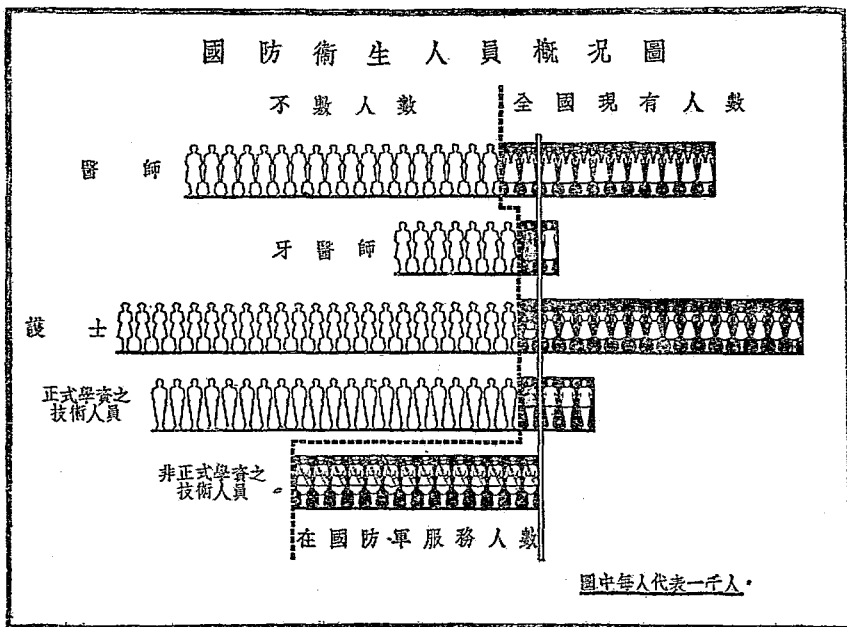 國防衛生人員概況圖
不敷人數
全國現有人數
醫師
牙醫師
護士
正式學資之
技術人員
非正式學資之
技術人員
在國防軍服務人數
圖中每人代表一千人.